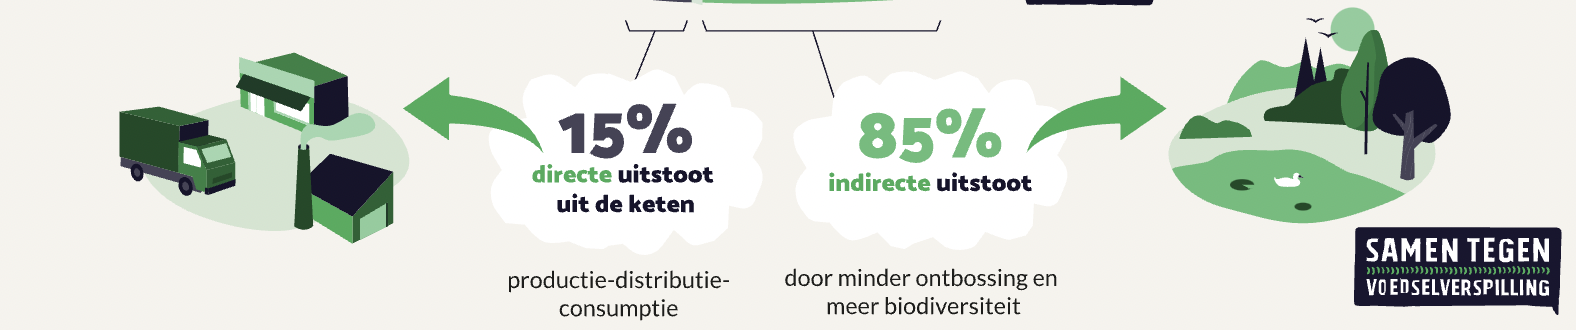 15%
directe uitstoot
uit de keten
productie-distributie-
consumptie
85%
indirecte uitstoot
door minder ontbossing en
meer biodiversiteit
SAMEN TEGEN
VOEDSELVERSPILLING